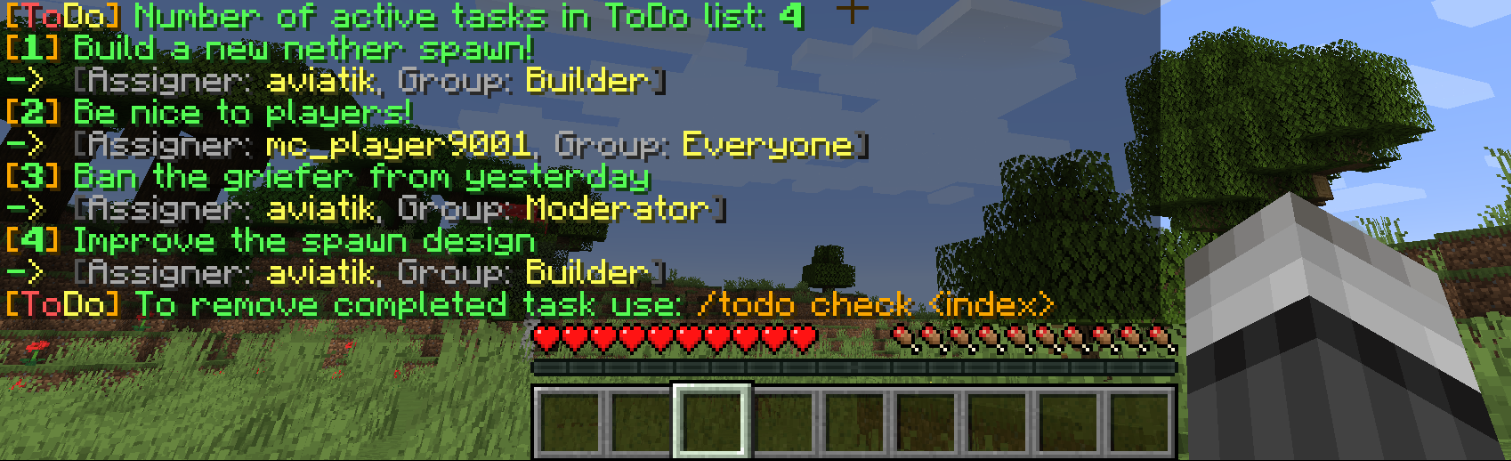 [ToDo] Number of active tasks in ToDo list: 4
[1] Build a new nether spawn!
-> [Assigner: aviatik, Group: Builder]
[2] Be nice to players!
-> [Assigner: mc_player9001, Group: Everyone]
[3] Ban the griefer from yesterday
-> [Assigner: aviatik, Group: Moderator]
[4] Improve the spawn design
-> [Assigner: aviatik, Group: Builder]
[ToDo] To remove completed task use: /todo check <index>